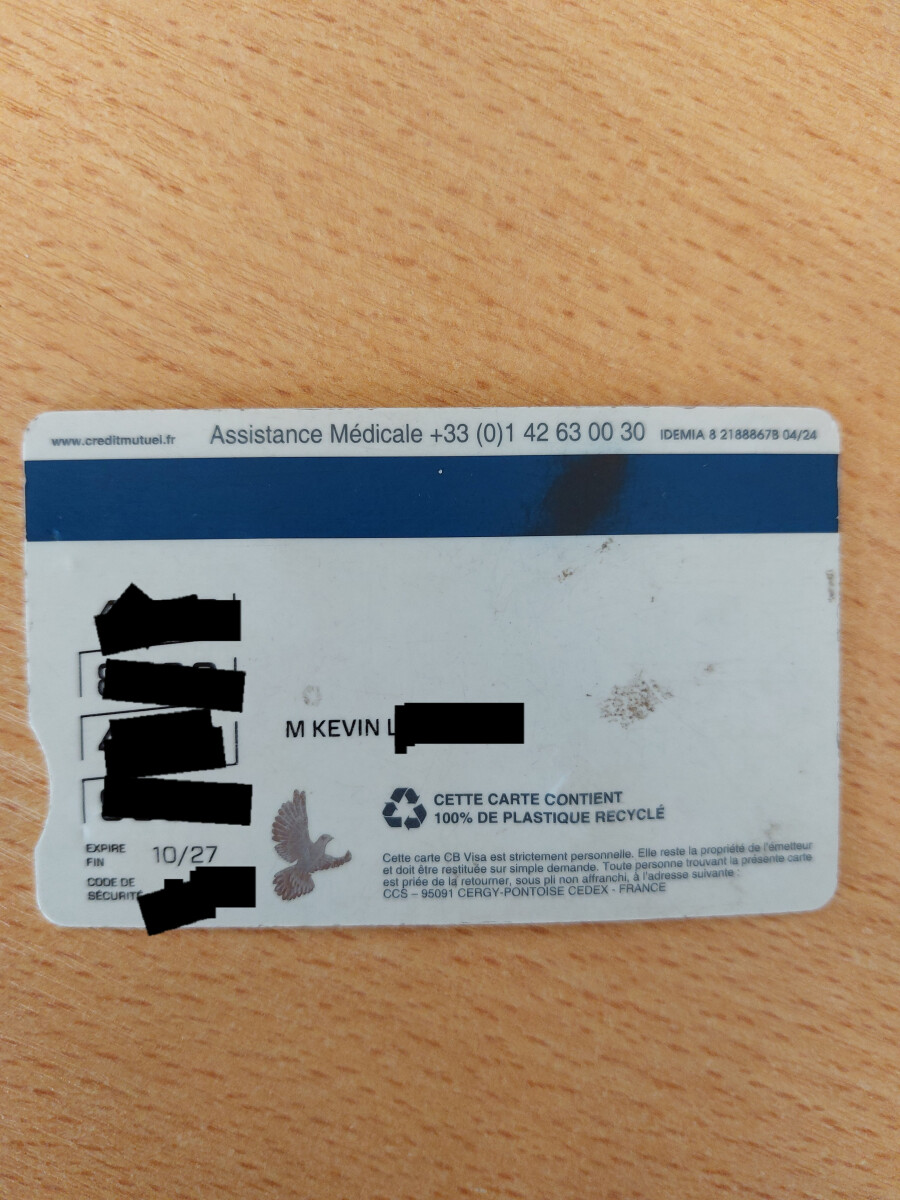 www.creditmutuel.fr Assistance Médicale +33 (0)1 42 63 00 30 IDEMIA 8 2188867B 04/24
M KEVIN L
CETTE CARTE CONTIENT
100% DE PLASTIQUE RECYCLÉ
EXPIRE
FIN
10/27
CODE DE
SÉCURITÉ
Cette carte CB Visa est strictement personnelle. Elle reste la propriété de l'émetteur
et doit être restituée sur simple demande. Toute personne trouvant la présente carte
est priée de la retourner, sous pli non affranchi, à l'adresse suivante :
CCS – 95091 CERGY-PONTOISE CEDEX - FRANCE